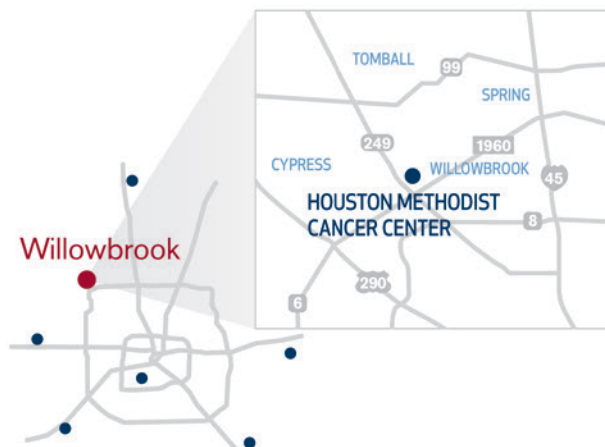 TOMBALL
99
SPRING
249
1960
CYPRESS
WILLOWBROOK
45
HOUSTON METHODIST
CANCER CENTER
8
Willowbrook
290
6